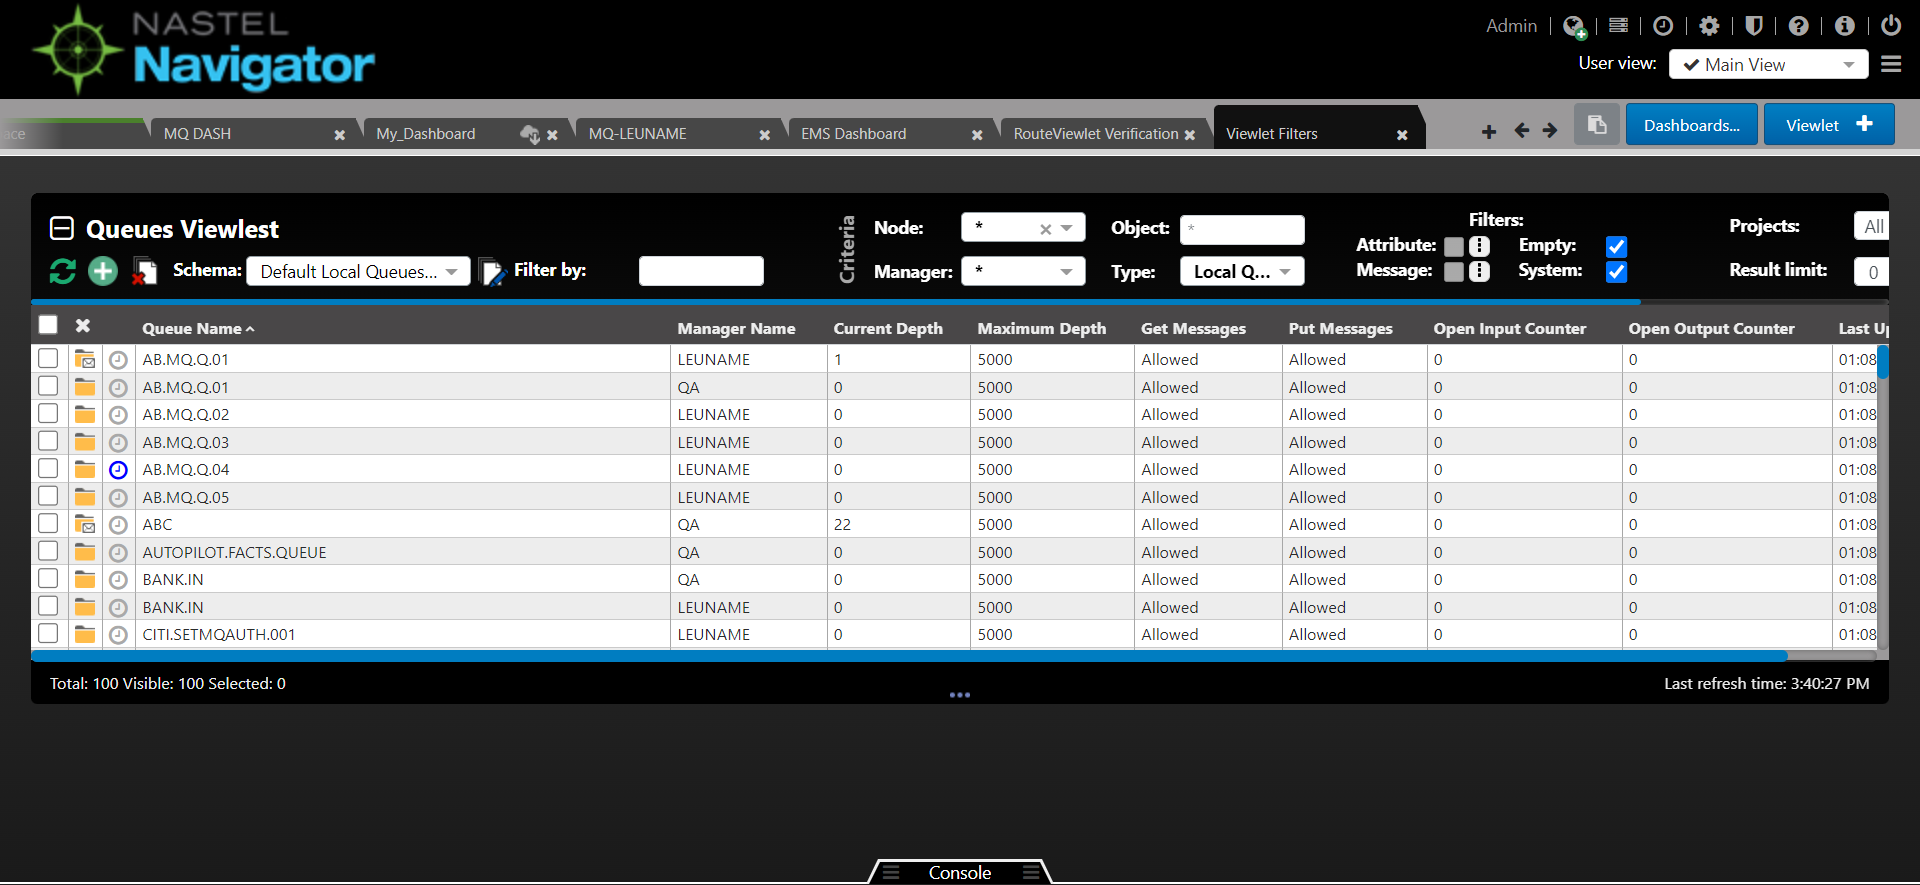 NASTEL
Navigator
Admin
User view: Main View
ace
MQ DASH
My_Dashboard
MQ-LEUNAME
EMS Dashboard
RouteViewlet Verification
Viewlet Filters
Dashboards...
Viewlet
Queues Viewlest
Schema: Default Local Queues...
Filter by:
Criteria
Node: *
Manager: *
Object: *
Type: Local Q...
Filters:
Attribute:
Empty:
Message:
System:
Projects: All
Result limit: 0
Queue Name Manager Name Current Depth Maximum Depth Get Messages Put Messages Open Input Counter Open Output Counter Last Up
AB.MQ.Q.01 LEUNAME 1 5000 Allowed Allowed 0 0 01:08
AB.MQ.Q.01 QA 0 5000 Allowed Allowed 0 0 01:08
AB.MQ.Q.02 LEUNAME 0 5000 Allowed Allowed 0 0 01:08
AB.MQ.Q.03 LEUNAME 0 5000 Allowed Allowed 0 0 01:08
AB.MQ.Q.04 LEUNAME 0 5000 Allowed Allowed 0 0 01:08
AB.MQ.Q.05 LEUNAME 0 5000 Allowed Allowed 0 0 01:08
ABC QA 22 5000 Allowed Allowed 0 0 01:08
AUTOPILOT.FACTS.QUEUE QA 0 5000 Allowed Allowed 0 0 01:08
BANK.IN QA 0 5000 Allowed Allowed 0 0 01:08
BANK.IN LEUNAME 0 5000 Allowed Allowed 0 0 01:08
CITI.SETMQAUTH.001 LEUNAME 0 5000 Allowed Allowed 0 0 01:08
Total: 100 Visible: 100 Selected: 0
Last refresh time: 3:40:27 PM
Console